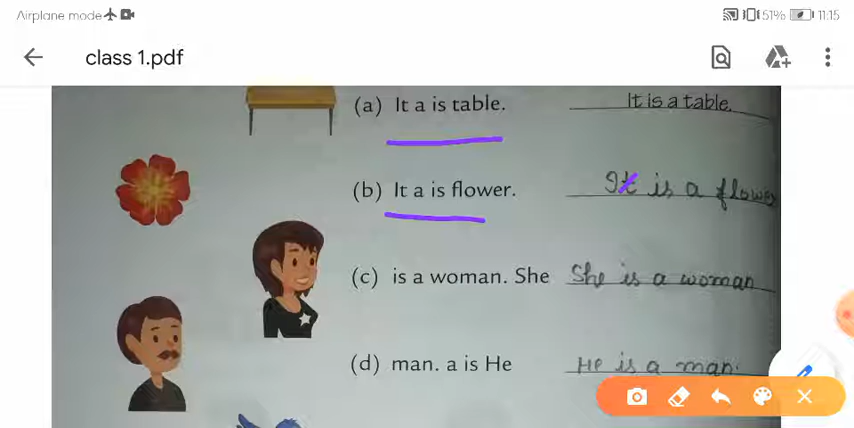 Airplane mode 51% 11:15
class 1.pdf
(a) It a is table. It is a table.
(b) It a is flower. It is a flower
(c) is a woman. She She is a woman
(d) man. a is He He is a man.